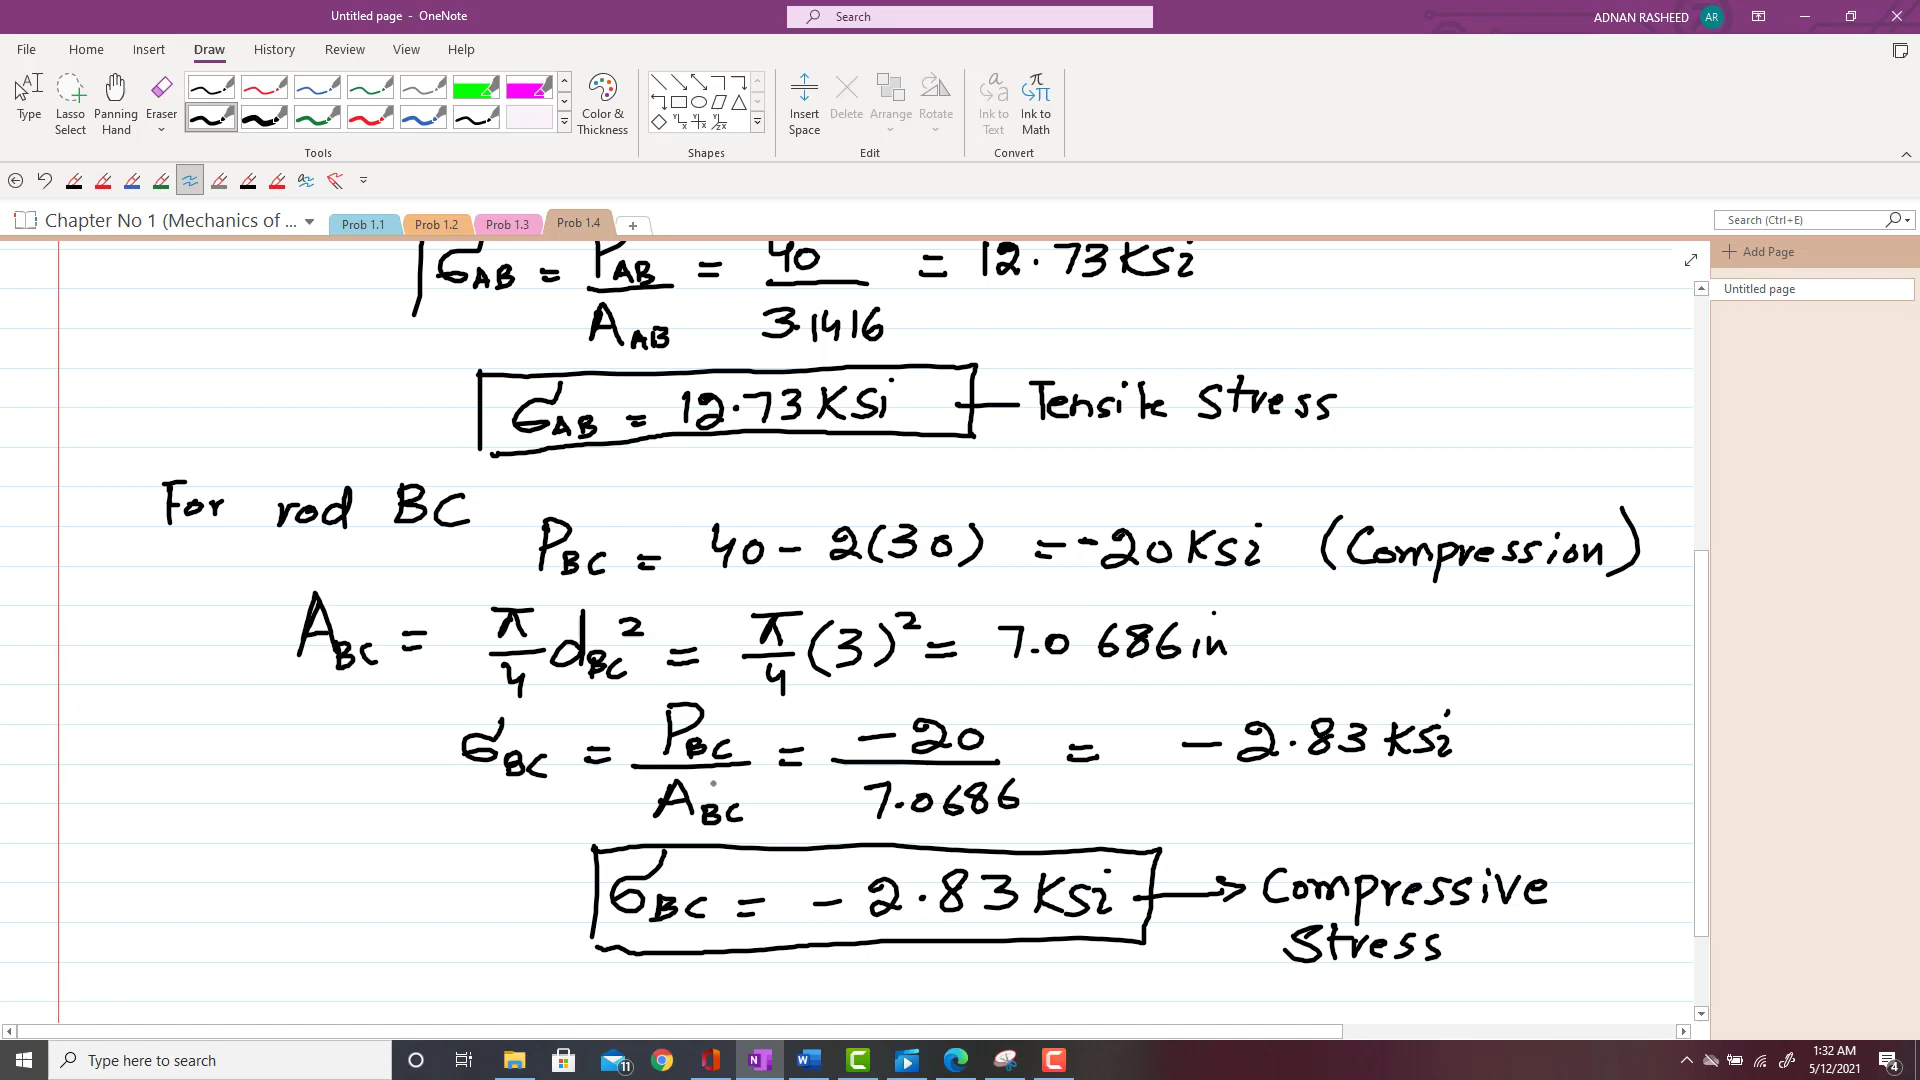 Untitled page - OneNote
Search
ADNAN RASHEED AR
File Home Insert Draw History Review View Help
Type
Lasso Select
Panning Hand
Eraser
Color & Thickness
Insert Space
Delete
Arrange
Rotate
Ink to Text
Ink to Math
Tools Shapes Edit Convert
Chapter No 1 (Mechanics of ... Prob 1.1 Prob 1.2 Prob 1.3 Prob 1.4
Search (Ctrl+E)
Add Page
Untitled page
σAB = PAB/AAB = 40/3.1416 = 12.73 KSi
σAB = 12.73 KSi — Tensile Stress
For rod BC
PBC = 40 - 2(30) = -20 KSi (Compression)
ABC = π/4 dBC² = π/4 (3)² = 7.0686 in
σBC = PBC/ABC = -20/7.0686 = - 2.83 KSi
σBC = - 2.83 KSi → Compressive
Stress
Type here to search
11
1:32 AM
5/12/2021
4